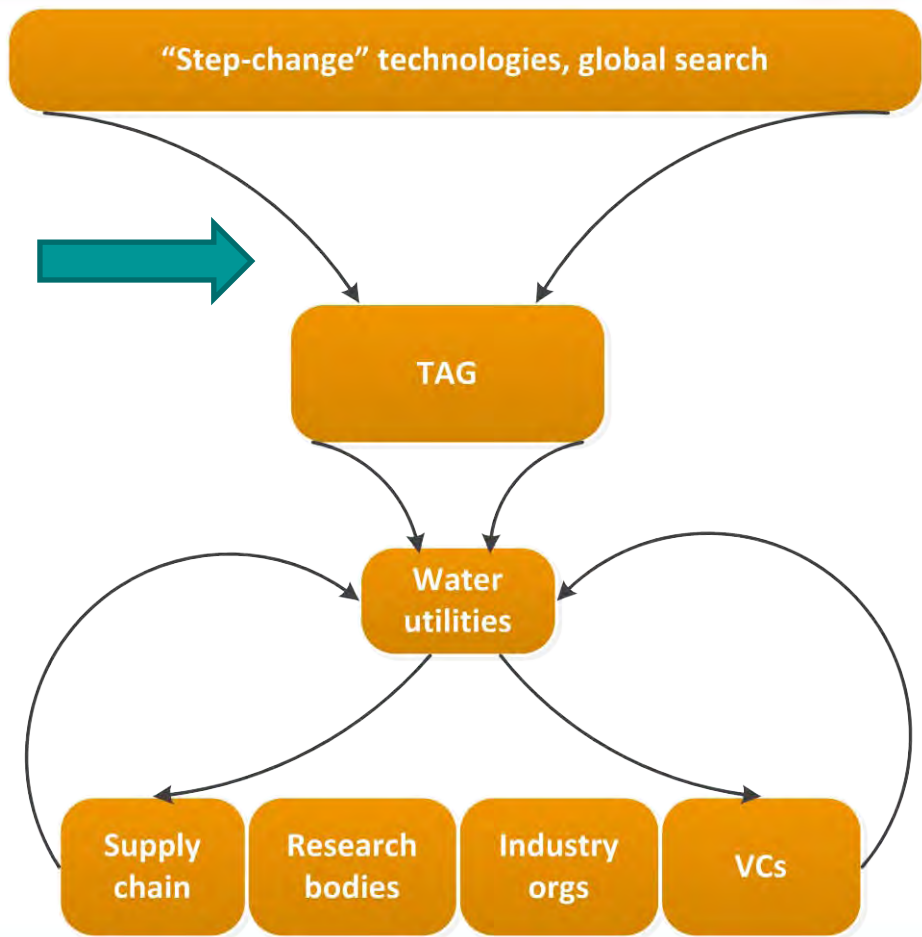 “Step-change” technologies, global search
TAG
Water
utilities
Supply
chain
Research
bodies
Industry
orgs
VCs